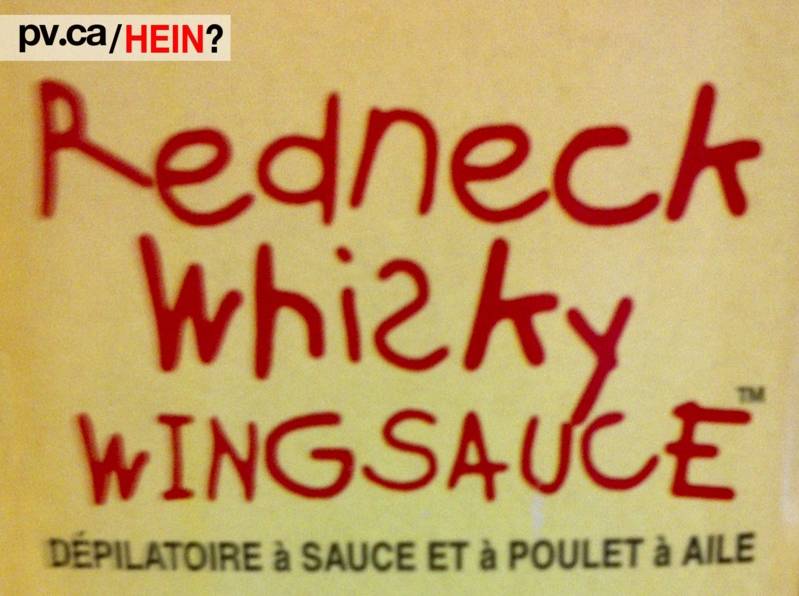 pv.ca/HEIN?
Redneck
Whisky
WINGSAUCE™
DÉPILATOIRE à SAUCE ET à POULET à AILE